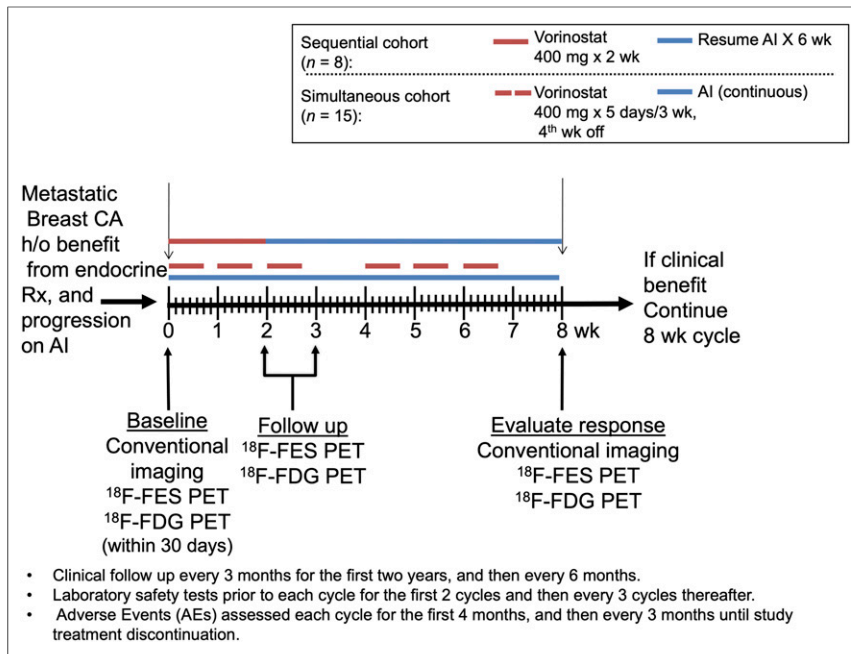 Sequential cohort
(n = 8):
Vorinostat
400 mg x 2 wk
Resume AI X 6 wk
Simultaneous cohort
(n = 15):
Vorinostat
400 mg x 5 days/3 wk,
4th wk off
AI (continuous)
Metastatic
Breast CA
h/o benefit
from endocrine
Rx, and
progression
on AI
0 1 2 3 4 5 6 7 8 wk
If clinical
benefit
Continue
8 wk cycle
Baseline
Conventional
imaging
18F-FES PET
18F-FDG PET
(within 30 days)
Follow up
18F-FES PET
18F-FDG PET
Evaluate response
Conventional imaging
18F-FES PET
18F-FDG PET
• Clinical follow up every 3 months for the first two years, and then every 6 months.
• Laboratory safety tests prior to each cycle for the first 2 cycles and then every 3 cycles thereafter.
• Adverse Events (AEs) assessed each cycle for the first 4 months, and then every 3 months until study
treatment discontinuation.